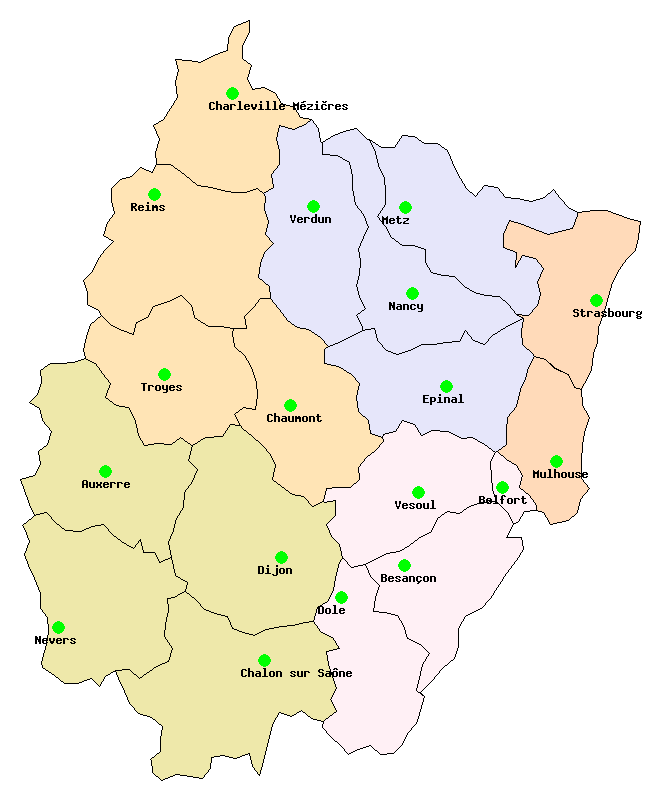 Charleville Mézičres
Reims
Verdun
Metz
Nancy
Strasbourg
Troyes
Epinal
Chaumont
Auxerre
Mulhouse
Vesoul
Belfort
Dijon
Besançon
Dole
Nevers
Chalon sur Saône